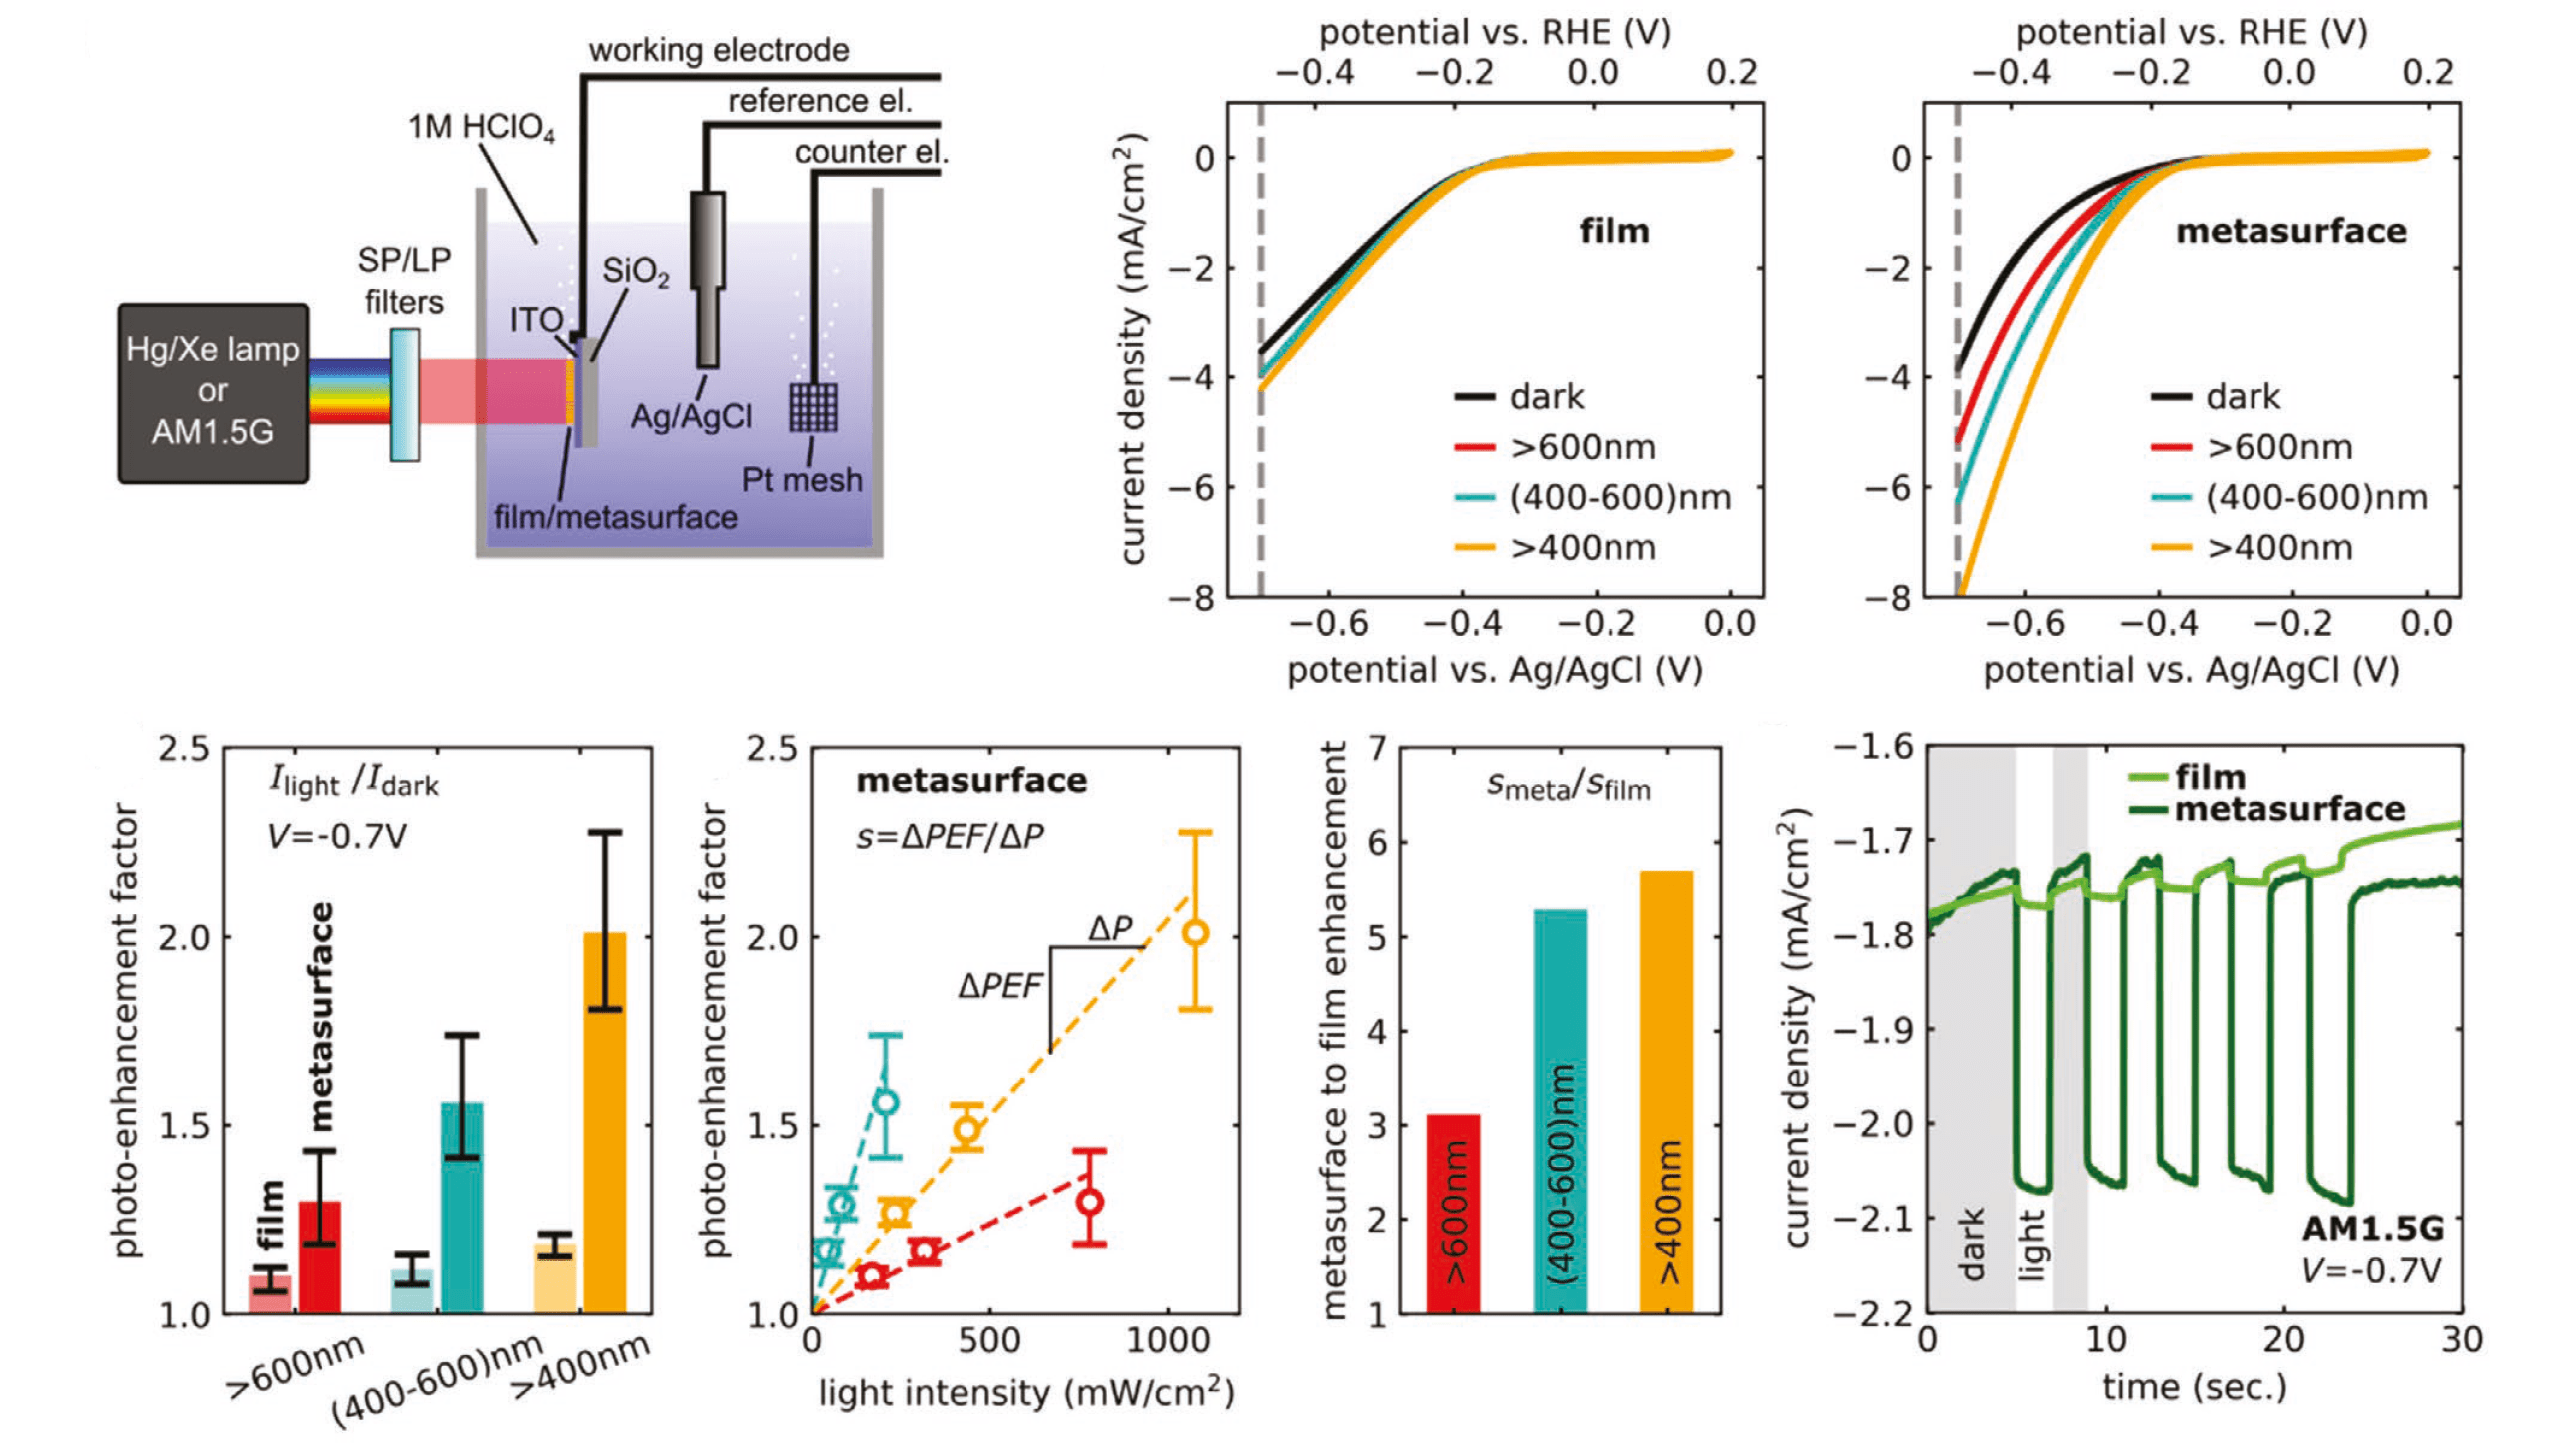 working electrode
reference el.
counter el.
1M HClO₄
SP/LP
filters
SiO₂
ITO
Hg/Xe lamp
or
AM1.5G
Ag/AgCl
Pt mesh
film/metasurface
potential vs. RHE (V)
−0.4 −0.2 0.0 0.2
current density (mA/cm²)
0
−2
−4
−6
−8
film
dark
>600nm
(400-600)nm
>400nm
−0.6 −0.4 −0.2 0.0
potential vs. Ag/AgCl (V)
potential vs. RHE (V)
−0.4 −0.2 0.0 0.2
0
−2
−4
−6
−8
metasurface
dark
>600nm
(400-600)nm
>400nm
−0.6 −0.4 −0.2 0.0
potential vs. Ag/AgCl (V)
photo-enhancement factor
2.5
2.0
1.5
1.0
I_light /I_dark
V=-0.7V
film
metasurface
>600nm
(400-600)nm
>400nm
photo-enhancement factor
2.5
2.0
1.5
1.0
metasurface
s=ΔPEF/ΔP
ΔP
ΔPEF
0 500 1000
light intensity (mW/cm²)
metasurface to film enhancement
7
6
5
4
3
2
1
s_meta/s_film
>600nm
(400-600)nm
>400nm
current density (mA/cm²)
−1.6
−1.7
−1.8
−1.9
−2.0
−2.1
−2.2
film
metasurface
dark
light
AM1.5G
V=-0.7V
0 10 20 30
time (sec.)